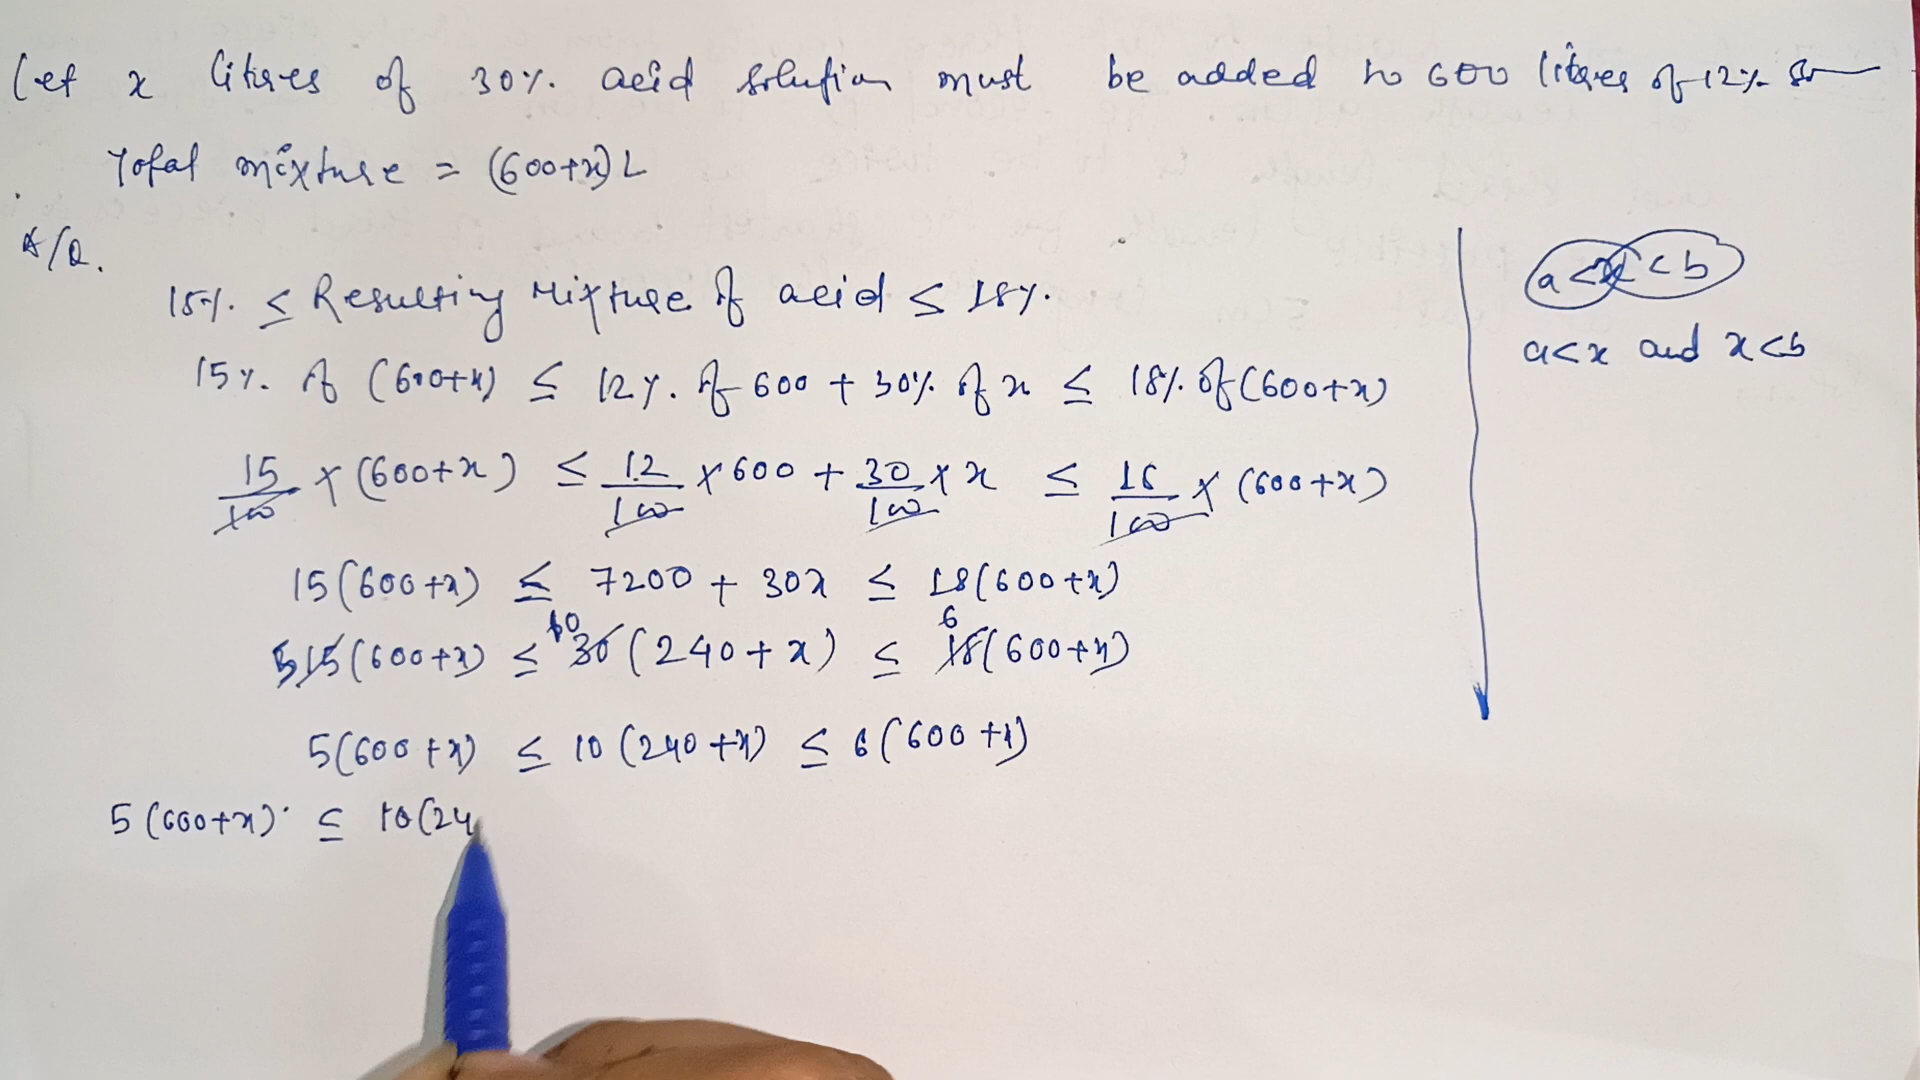 Let x litres of 30% acid solution must be added to 600 litres of 12%
Total mixture = (600+x) L
A/Q.
15% ≤ Resulting Mixture of acid ≤ 18%.
15% of (600+x) ≤ 12% of 600 + 30% of x ≤ 18% of (600+x)
15/100 × (600+x) ≤ 12/100 × 600 + 30/100 × x ≤ 18/100 × (600+x)
15(600+x) ≤ 7200 + 30x ≤ 18(600+x)
10 6
5 15(600+x) ≤ 30(240+x) ≤ 18(600+x)
5(600+x) ≤ 10(240+x) ≤ 6(600+x)
5(600+x) ≤ 10(24
a<x<b
a<x and x<b